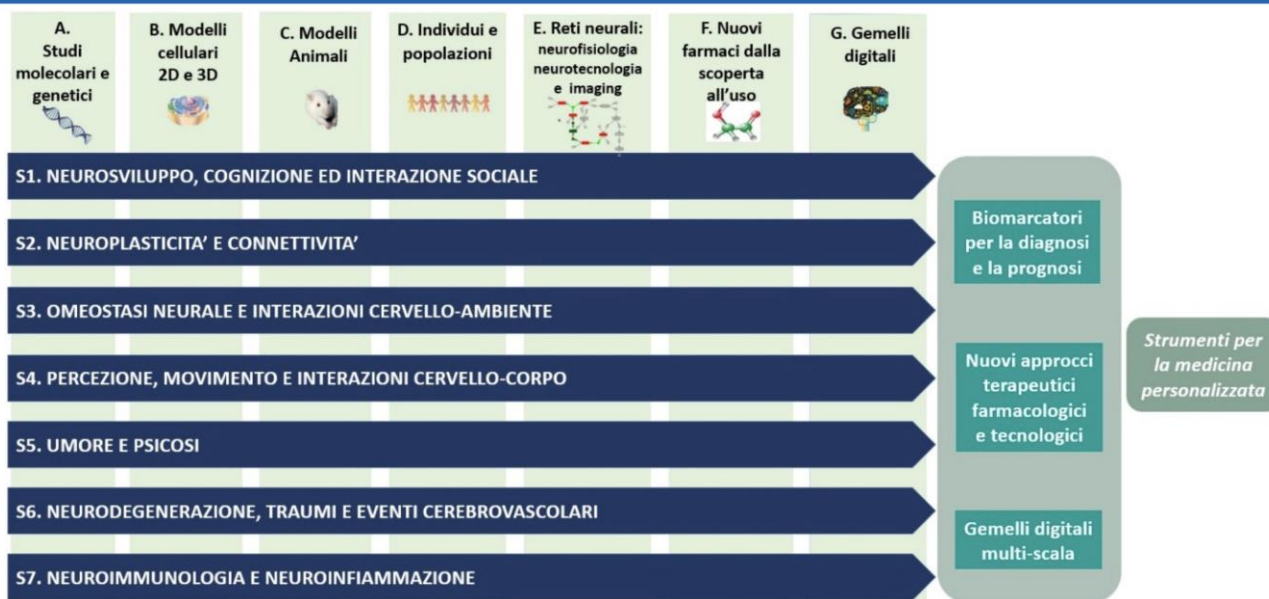 A.
Studi
molecolari e
genetici
B. Modelli
cellulari
2D e 3D
C. Modelli
Animali
D. Individui e
popolazioni
E. Reti neurali:
neurofisiologia
neurotecnologia
e imaging
F. Nuovi
farmaci dalla
scoperta
all'uso
G. Gemelli
digitali
S1. NEUROSVILUPPO, COGNIZIONE ED INTERAZIONE SOCIALE
S2. NEUROPLASTICITA' E CONNETTIVITA'
S3. OMEOSTASI NEURALE E INTERAZIONI CERVELLO-AMBIENTE
S4. PERCEZIONE, MOVIMENTO E INTERAZIONI CERVELLO-CORPO
S5. UMORE E PSICOSI
S6. NEURODEGENERAZIONE, TRAUMI E EVENTI CEREBROVASCOLARI
S7. NEUROIMMUNOLOGIA E NEUROINFIAMMAZIONE
Biomarcatori
per la diagnosi
e la prognosi
Nuovi approcci
terapeutici
farmacologici
e tecnologici
Gemelli digitali
multi-scala
Strumenti per
la medicina
personalizzata